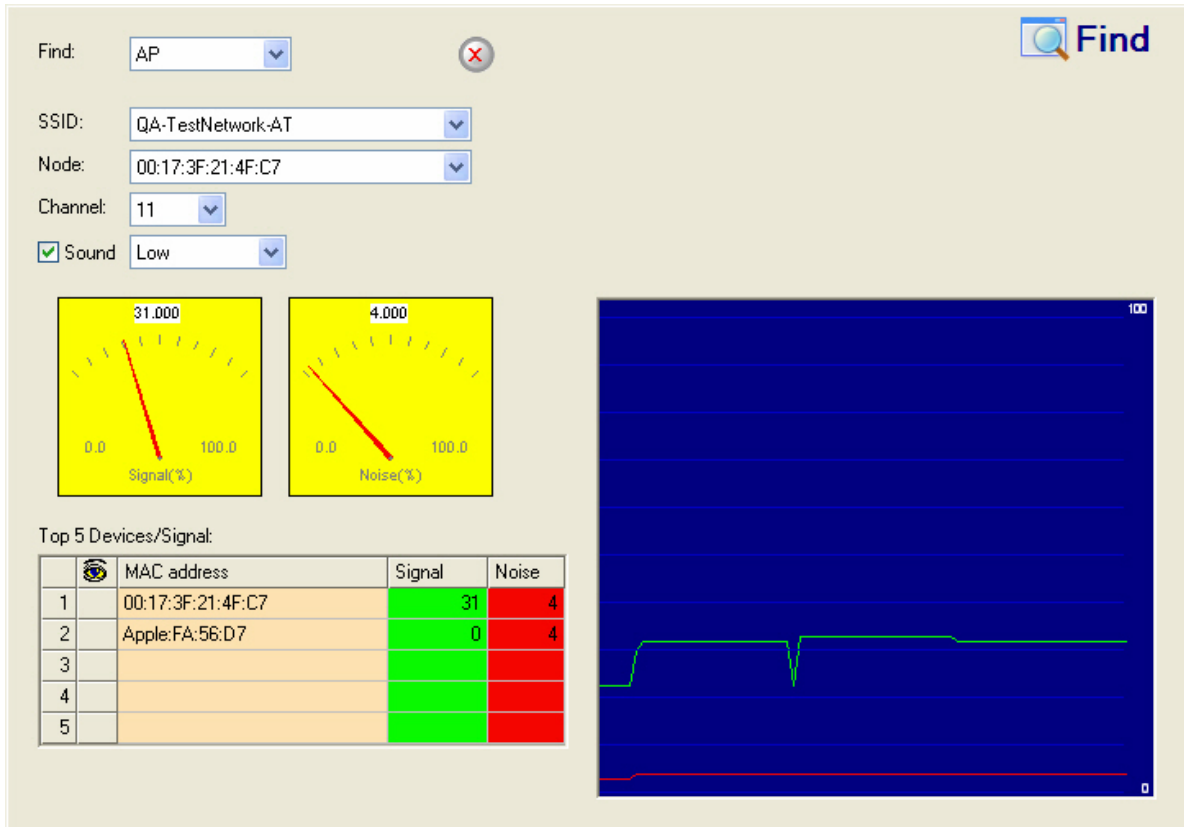 Find: AP
Find
SSID: QA-TestNetwork-AT
Node: 00:17:3F:21:4F:C7
Channel: 11
Sound Low
31.000
0.0 100.0
Signal(%)
4.000
0.0 100.0
Noise(%)
100
0
Top 5 Devices/Signal:
MAC address Signal Noise
1 00:17:3F:21:4F:C7 31 4
2 Apple:FA:56:D7 0 4
3
4
5